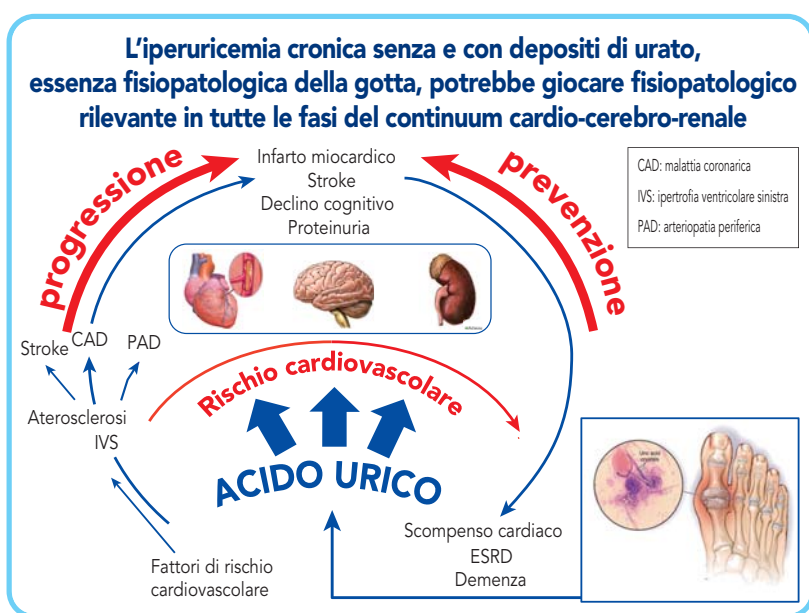 L'iperuricemia cronica senza e con depositi di urato,
essenza fisiopatologica della gotta, potrebbe giocare fisiopatologico
rilevante in tutte le fasi del continuum cardio-cerebro-renale
progressione
Infarto miocardico
Stroke
Declino cognitivo
Proteinuria
prevenzione
CAD: malattia coronarica
IVS: ipertrofia ventricolare sinistra
PAD: arteriopatia periferica
Stroke
CAD
PAD
Rischio cardiovascolare
Aterosclerosi
IVS
ACIDO URICO
Fattori di rischio
cardiovascolare
Scompenso cardiaco
ESRD
Demenza
Uric acid
crystals